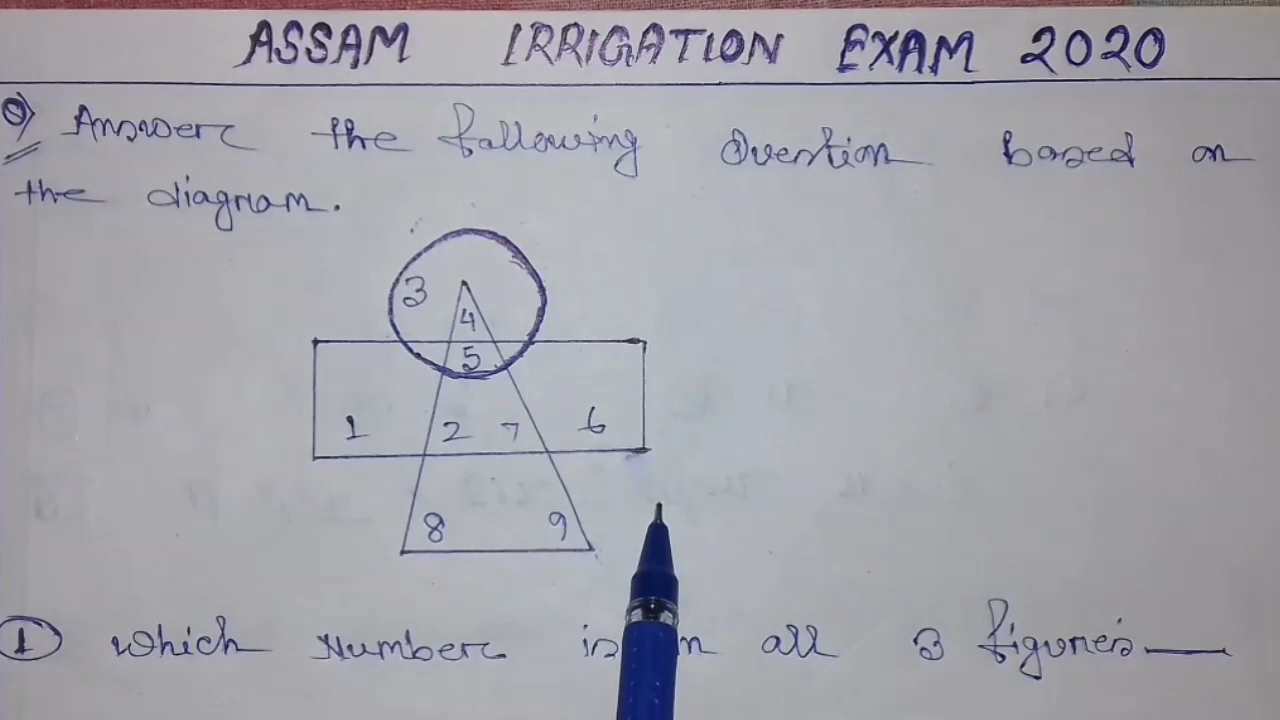 ASSAM IRRIGATION EXAM 2020
Q) Answer the following Question based on
the diagram.
3
4
5
1 2 7 6
8 9
1 which Number is in all 3 figures—